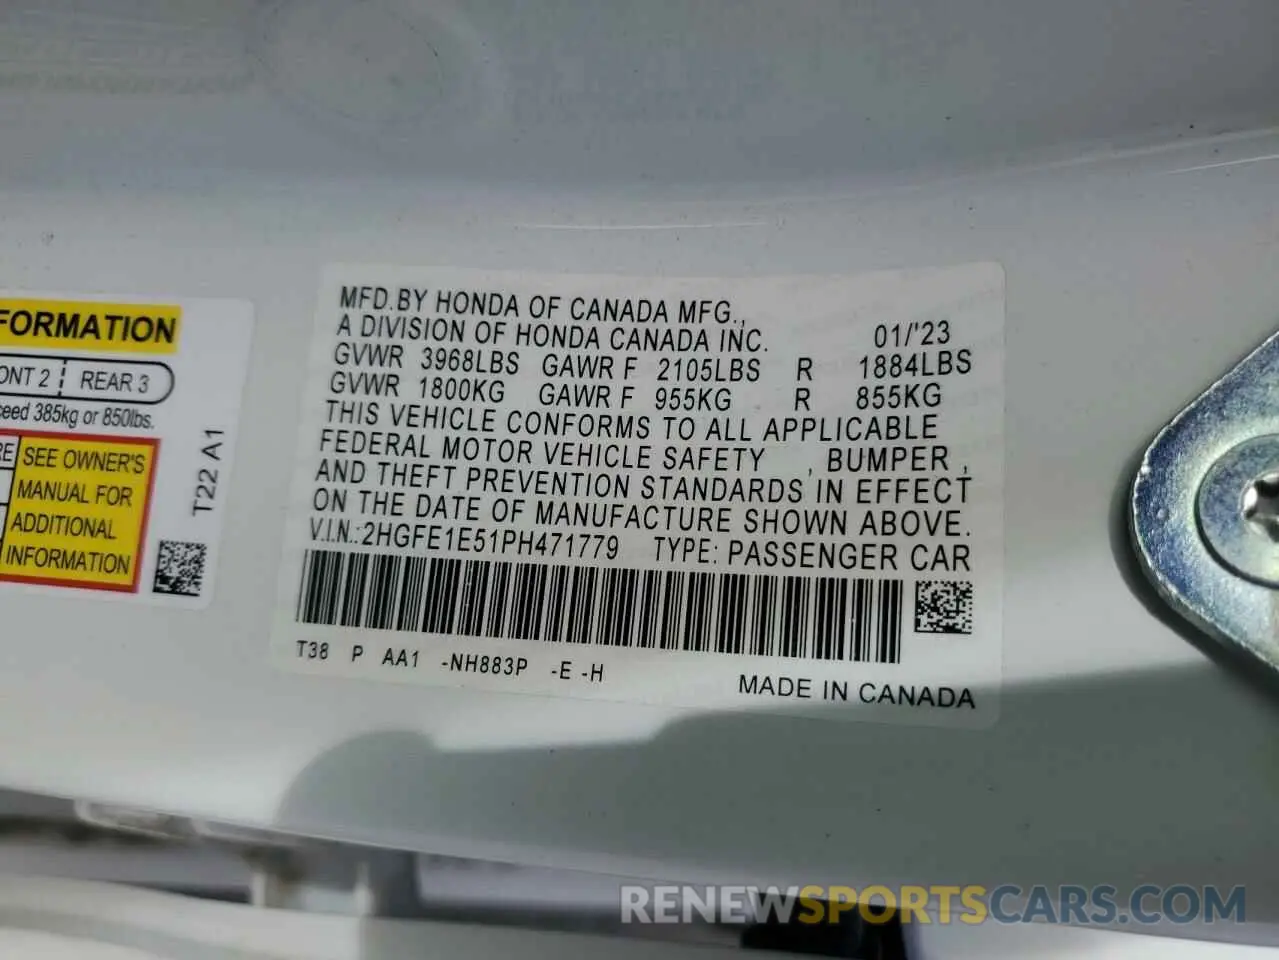 FORMATION
ONT 2 REAR 3
ceed 385kg or 850lbs.
RE
SEE OWNER'S
MANUAL FOR
ADDITIONAL
INFORMATION
T22 A1
MFD.BY HONDA OF CANADA MFG.,
A DIVISION OF HONDA CANADA INC. 01/'23
GVWR 3968LBS GAWR F 2105LBS R 1884LBS
GVWR 1800KG GAWR F 955KG R 855KG
THIS VEHICLE CONFORMS TO ALL APPLICABLE
FEDERAL MOTOR VEHICLE SAFETY , BUMPER ,
AND THEFT PREVENTION STANDARDS IN EFFECT
ON THE DATE OF MANUFACTURE SHOWN ABOVE.
V.I.N.:2HGFE1E51PH471779 TYPE: PASSENGER CAR
T38 P AA1 -NH883P -E -H
MADE IN CANADA
RENEWSPORTSCARS.COM